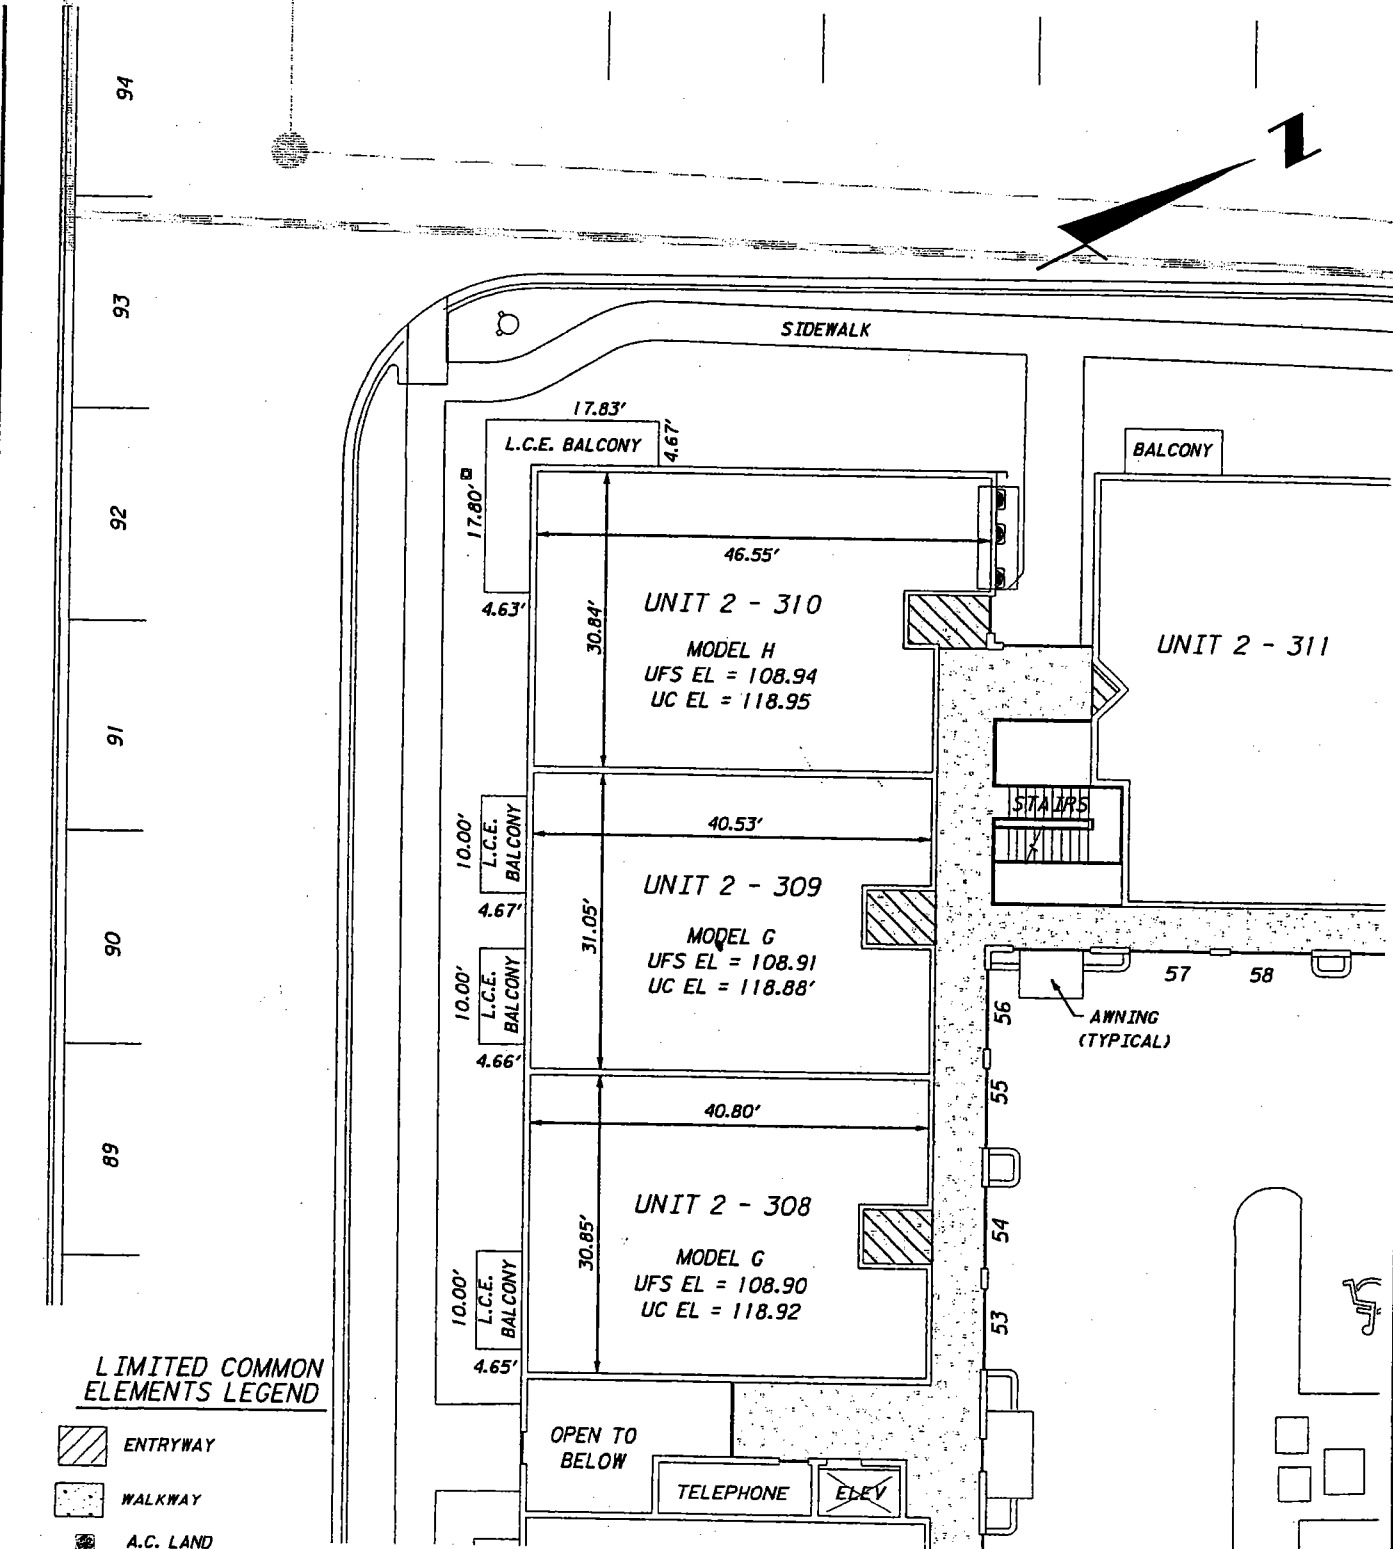 94
N
93
SIDEWALK
17.83'
L.C.E. BALCONY
4.67'
BALCONY
92
17.80'
46.55'
4.63'
30.84'
UNIT 2 - 310
MODEL H
UFS EL = 108.94
UC EL = 118.95
UNIT 2 - 311
91
STAIRS
10.00'
L.C.E.
BALCONY
4.67'
40.53'
UNIT 2 - 309
31.05'
MODEL G
UFS EL = 108.91
UC EL = 118.88'
90
10.00'
L.C.E.
BALCONY
4.66'
57
58
56
AWNING
(TYPICAL)
55
40.80'
89
UNIT 2 - 308
30.85'
MODEL G
UFS EL = 108.90
UC EL = 118.92
54
53
10.00'
L.C.E.
BALCONY
4.65'
LIMITED COMMON
ELEMENTS LEGEND
ENTRYWAY
WALKWAY
A.C. LAND
OPEN TO
BELOW
TELEPHONE
ELEV